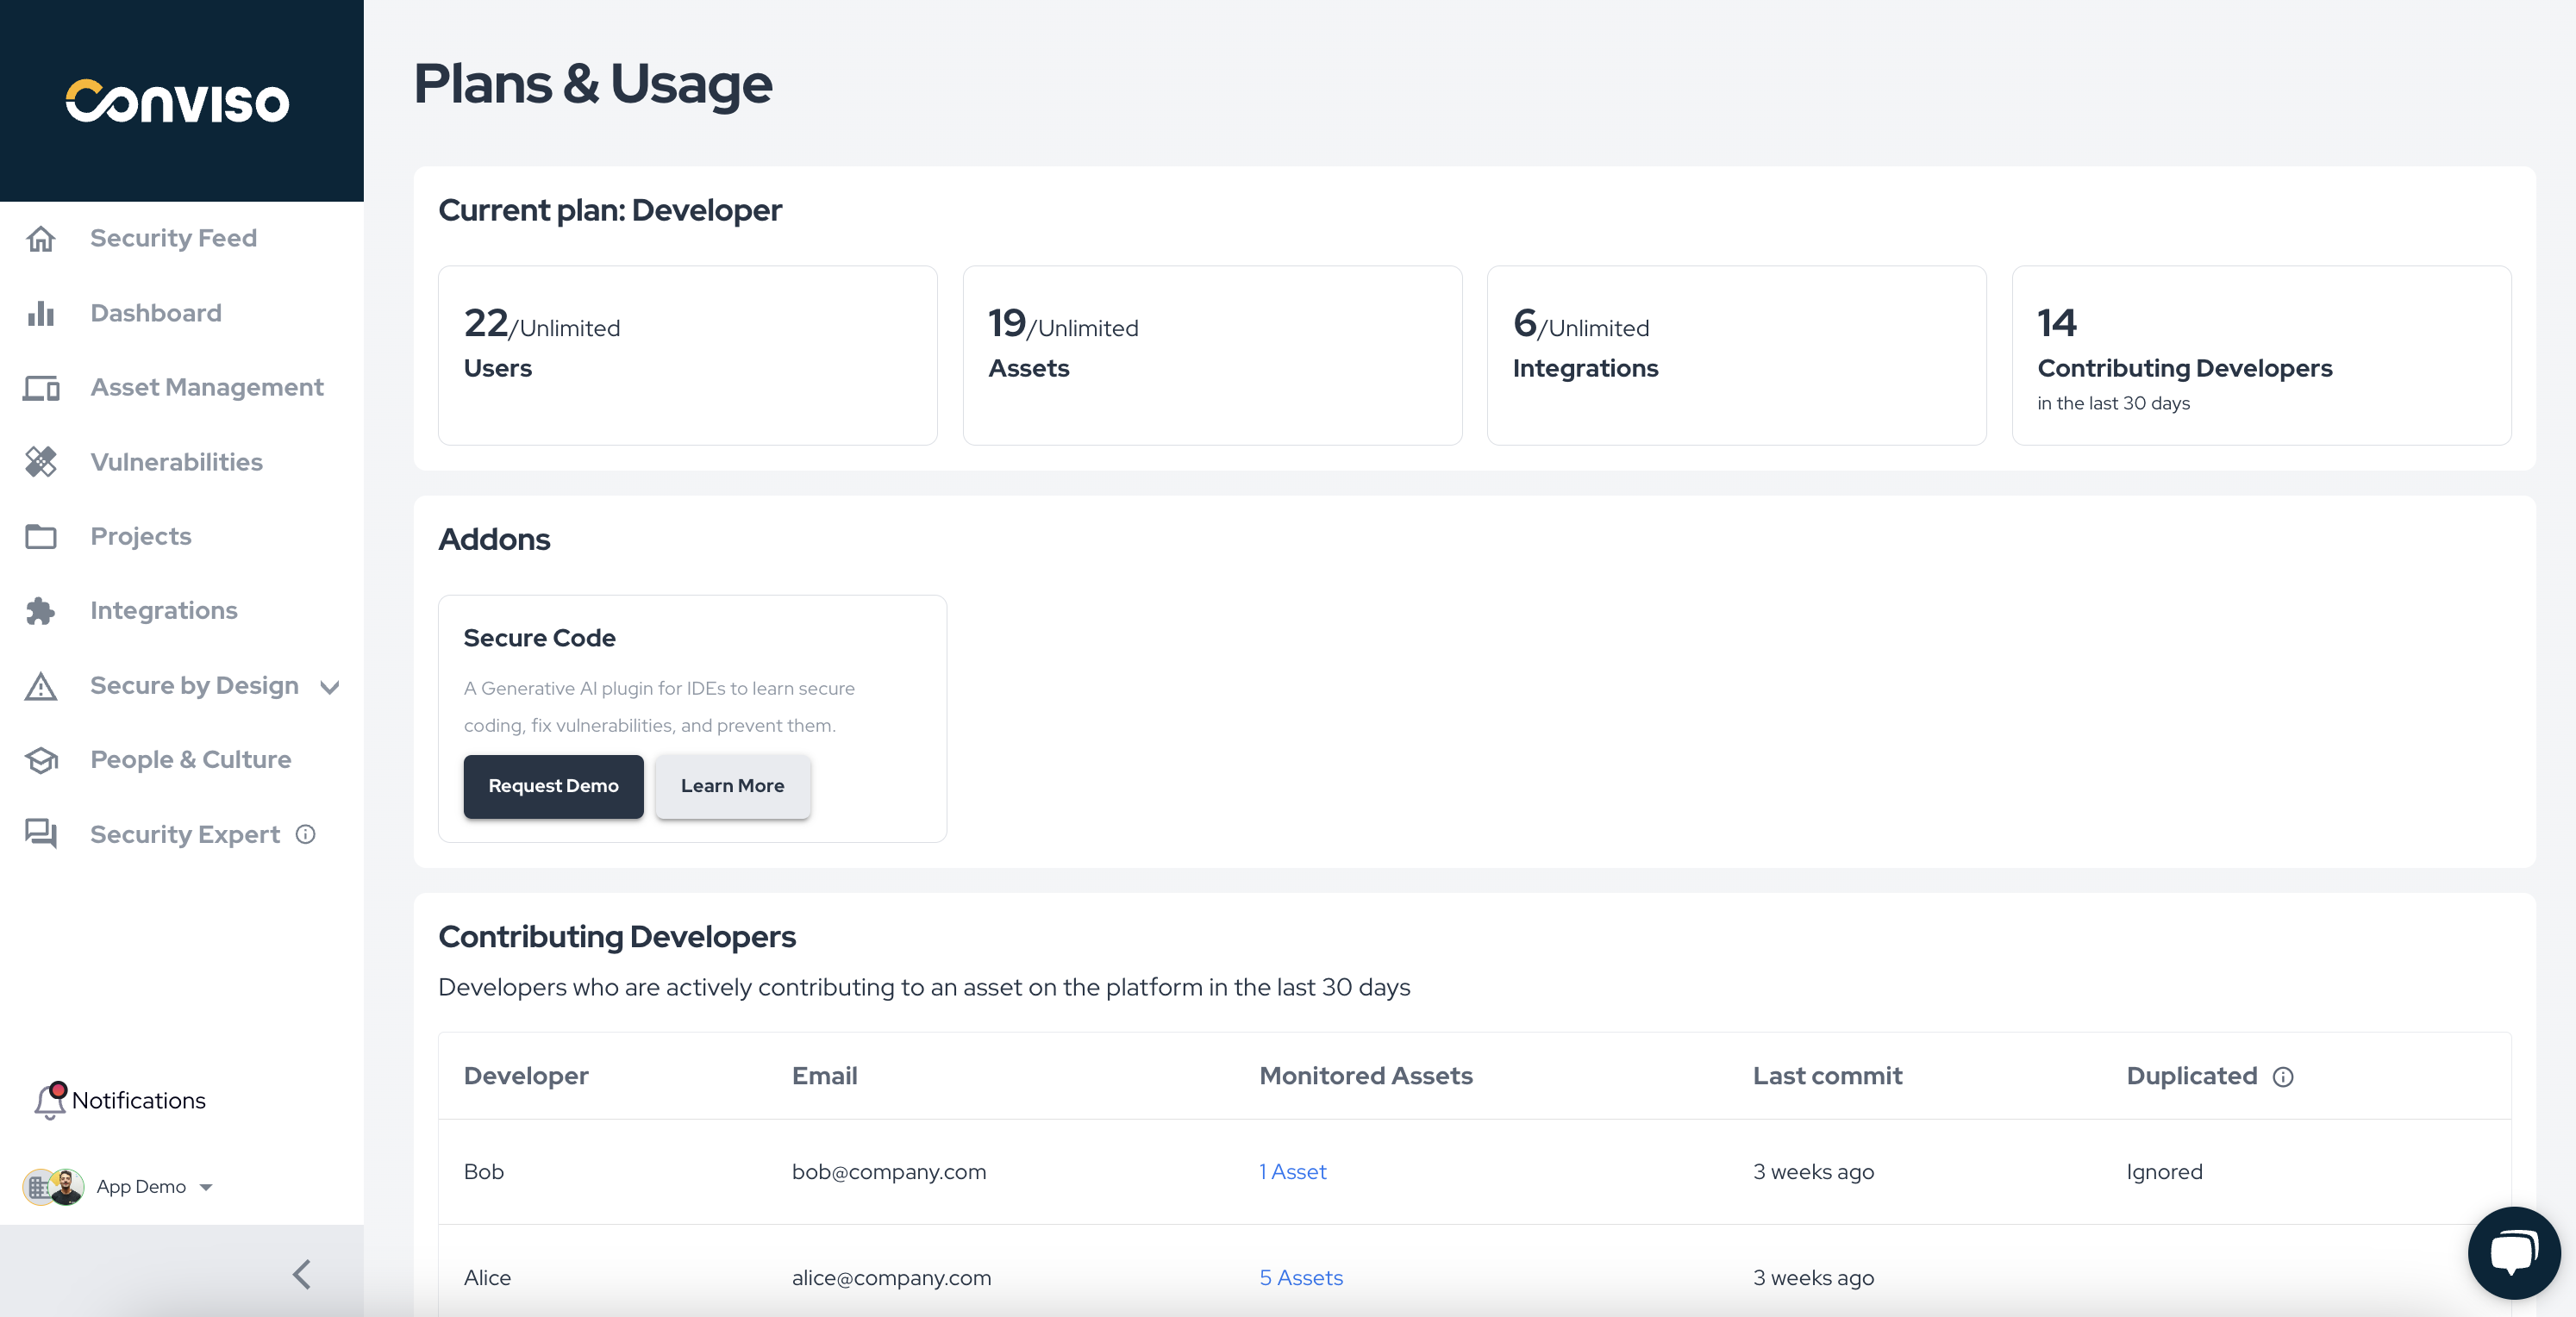 CONVISO
Security Feed
Dashboard
Asset Management
Vulnerabilities
Projects
Integrations
Secure by Design
People & Culture
Security Expert
Notifications
App Demo
Plans & Usage
Current plan: Developer
22/Unlimited
Users
19/Unlimited
Assets
6/Unlimited
Integrations
14
Contributing Developers
in the last 30 days
Addons
Secure Code
A Generative AI plugin for IDEs to learn secure
coding, fix vulnerabilities, and prevent them.
Request Demo Learn More
Contributing Developers
Developers who are actively contributing to an asset on the platform in the last 30 days
Developer Email Monitored Assets Last commit Duplicated
Bob bob@company.com 1 Asset 3 weeks ago Ignored
Alice alice@company.com 5 Assets 3 weeks ago